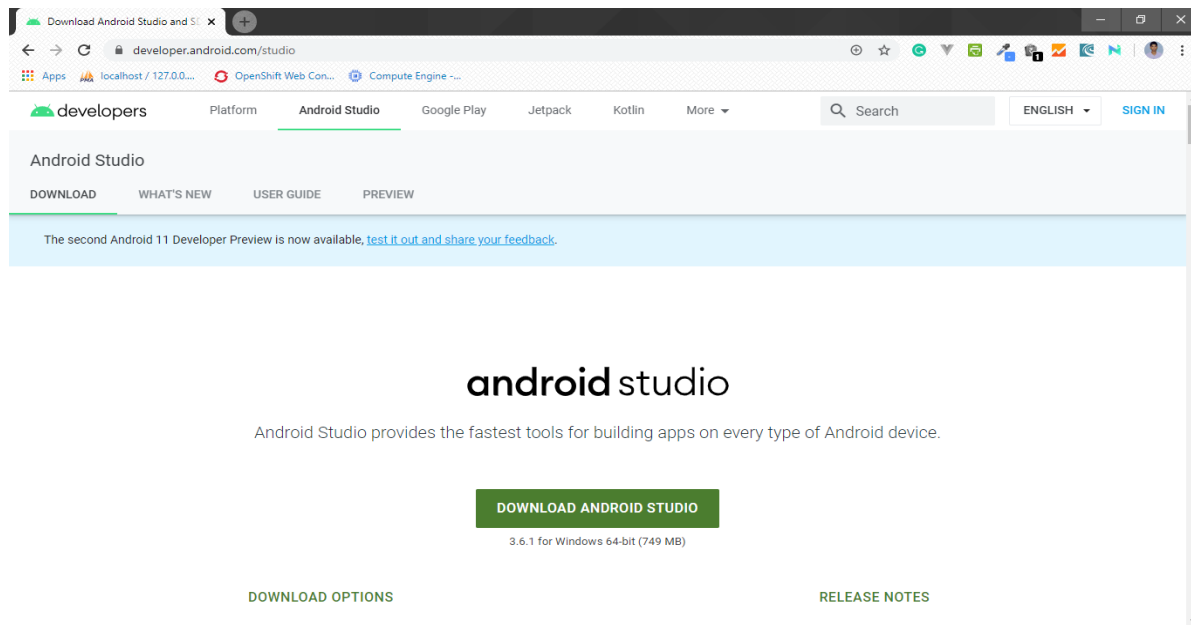 Download Android Studio and S
developer.android.com/studio
Apps localhost / 127.0.0.... OpenShift Web Con... Compute Engine -...
developers Platform Android Studio Google Play Jetpack Kotlin More Search ENGLISH SIGN IN
Android Studio
DOWNLOAD WHAT'S NEW USER GUIDE PREVIEW
The second Android 11 Developer Preview is now available, test it out and share your feedback.
android studio
Android Studio provides the fastest tools for building apps on every type of Android device.
DOWNLOAD ANDROID STUDIO
3.6.1 for Windows 64-bit (749 MB)
DOWNLOAD OPTIONS RELEASE NOTES